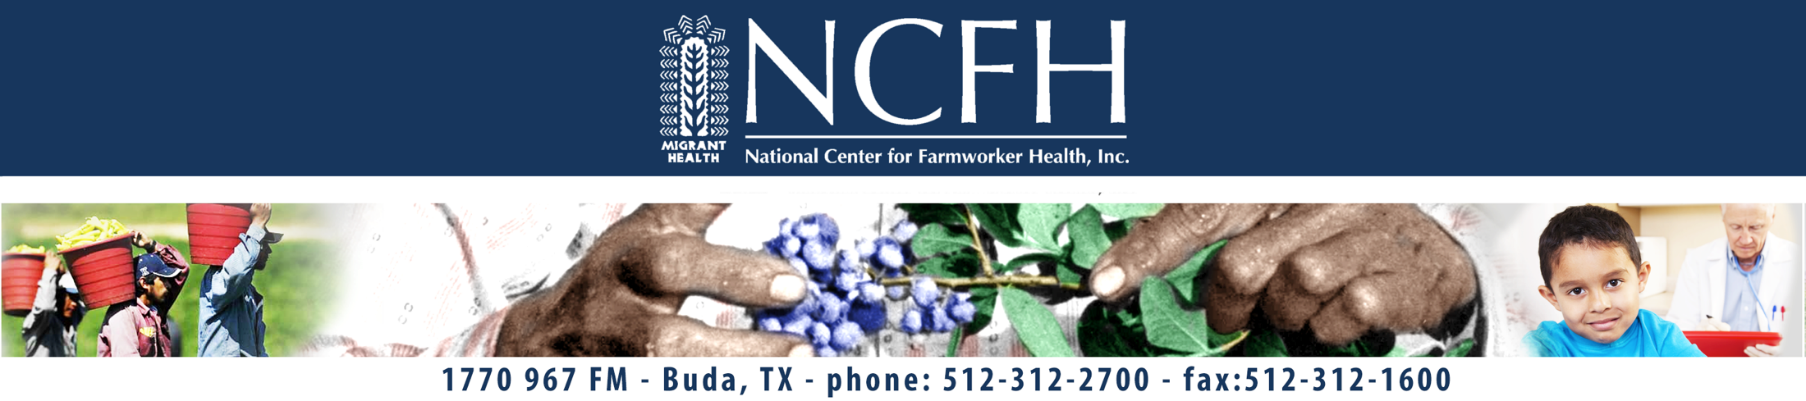 NCFH
MIGRANT
HEALTH
National Center for Farmworker Health, Inc.
1770 967 FM - Buda, TX - phone: 512-312-2700 - fax:512-312-1600